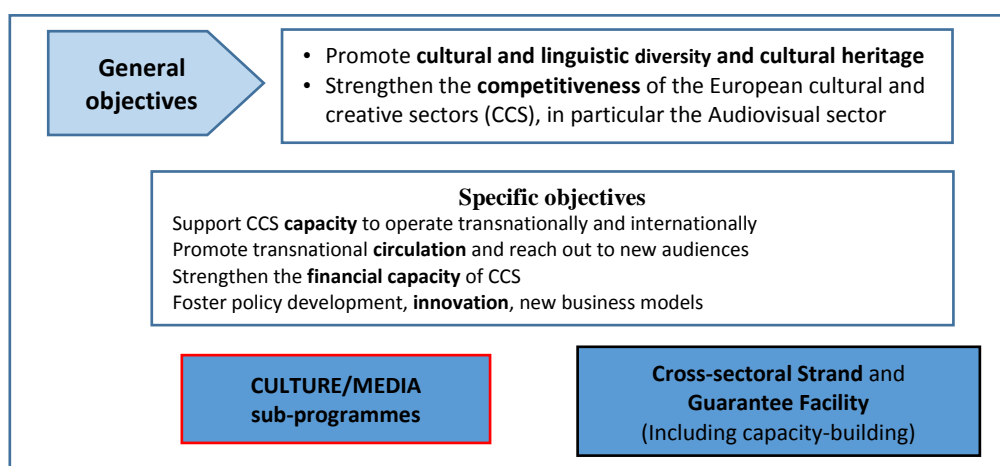 General
objectives
• Promote cultural and linguistic diversity and cultural heritage
• Strengthen the competitiveness of the European cultural and
creative sectors (CCS), in particular the Audiovisual sector
Specific objectives
Support CCS capacity to operate transnationally and internationally
Promote transnational circulation and reach out to new audiences
Strengthen the financial capacity of CCS
Foster policy development, innovation, new business models
CULTURE/MEDIA
sub-programmes
Cross-sectoral Strand and
Guarantee Facility
(Including capacity-building)